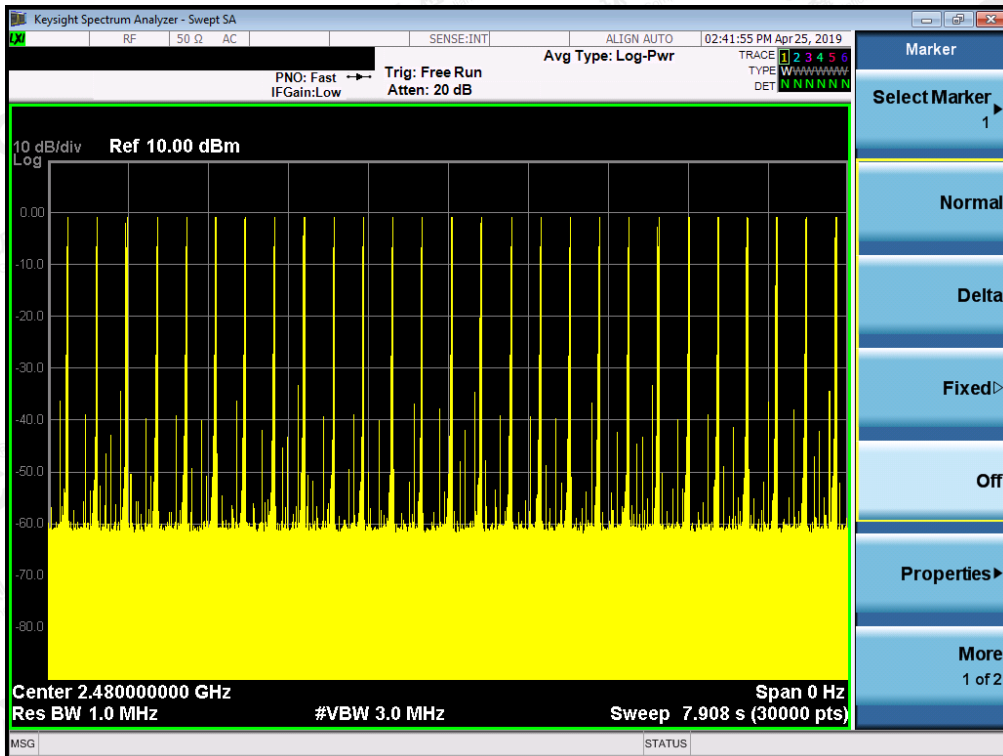 Keysight Spectrum Analyzer - Swept SA
LXI RF 50 Ω AC SENSE:INT ALIGN AUTO 02:41:55 PM Apr 25, 2019
Avg Type: Log-Pwr
PNO: Fast
IFGain:Low
Trig: Free Run
Atten: 20 dB
TRACE 1 2 3 4 5 6
TYPE W
DET N N N N N N
10 dB/div Ref 10.00 dBm
Log
0.00
-10.0
-20.0
-30.0
-40.0
-50.0
-60.0
-70.0
-80.0
Center 2.480000000 GHz Span 0 Hz
Res BW 1.0 MHz #VBW 3.0 MHz Sweep 7.908 s (30000 pts)
MSG STATUS
Marker
Select Marker
1
Normal
Delta
Fixed
Off
Properties
More
1 of 2